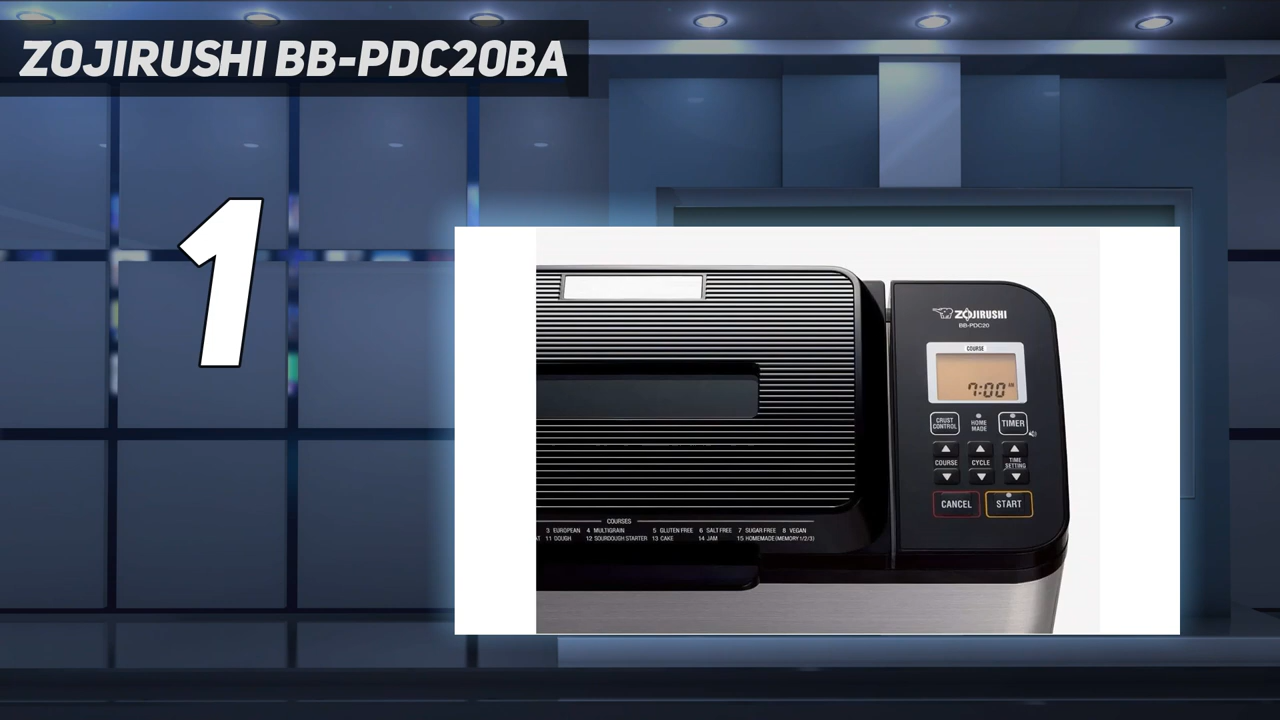 ZOJIRUSHI BB-PDC20BA
1
ZOJIRUSHI
BB-PDC20
COURSE
7:00 AM
CRUST CONTROL
HOME MADE
TIMER
COURSE
CYCLE
TIME SETTING
CANCEL
START
COURSES
3 EUROPEAN 4 MULTIGRAIN 5 GLUTEN FREE 6 SALT FREE 7 SUGAR FREE 8 VEGAN
AT 11 DOUGH 12 SOURDOUGH STARTER 13 CAKE 14 JAM 15 HOMEMADE (MEMORY 1/2/3)